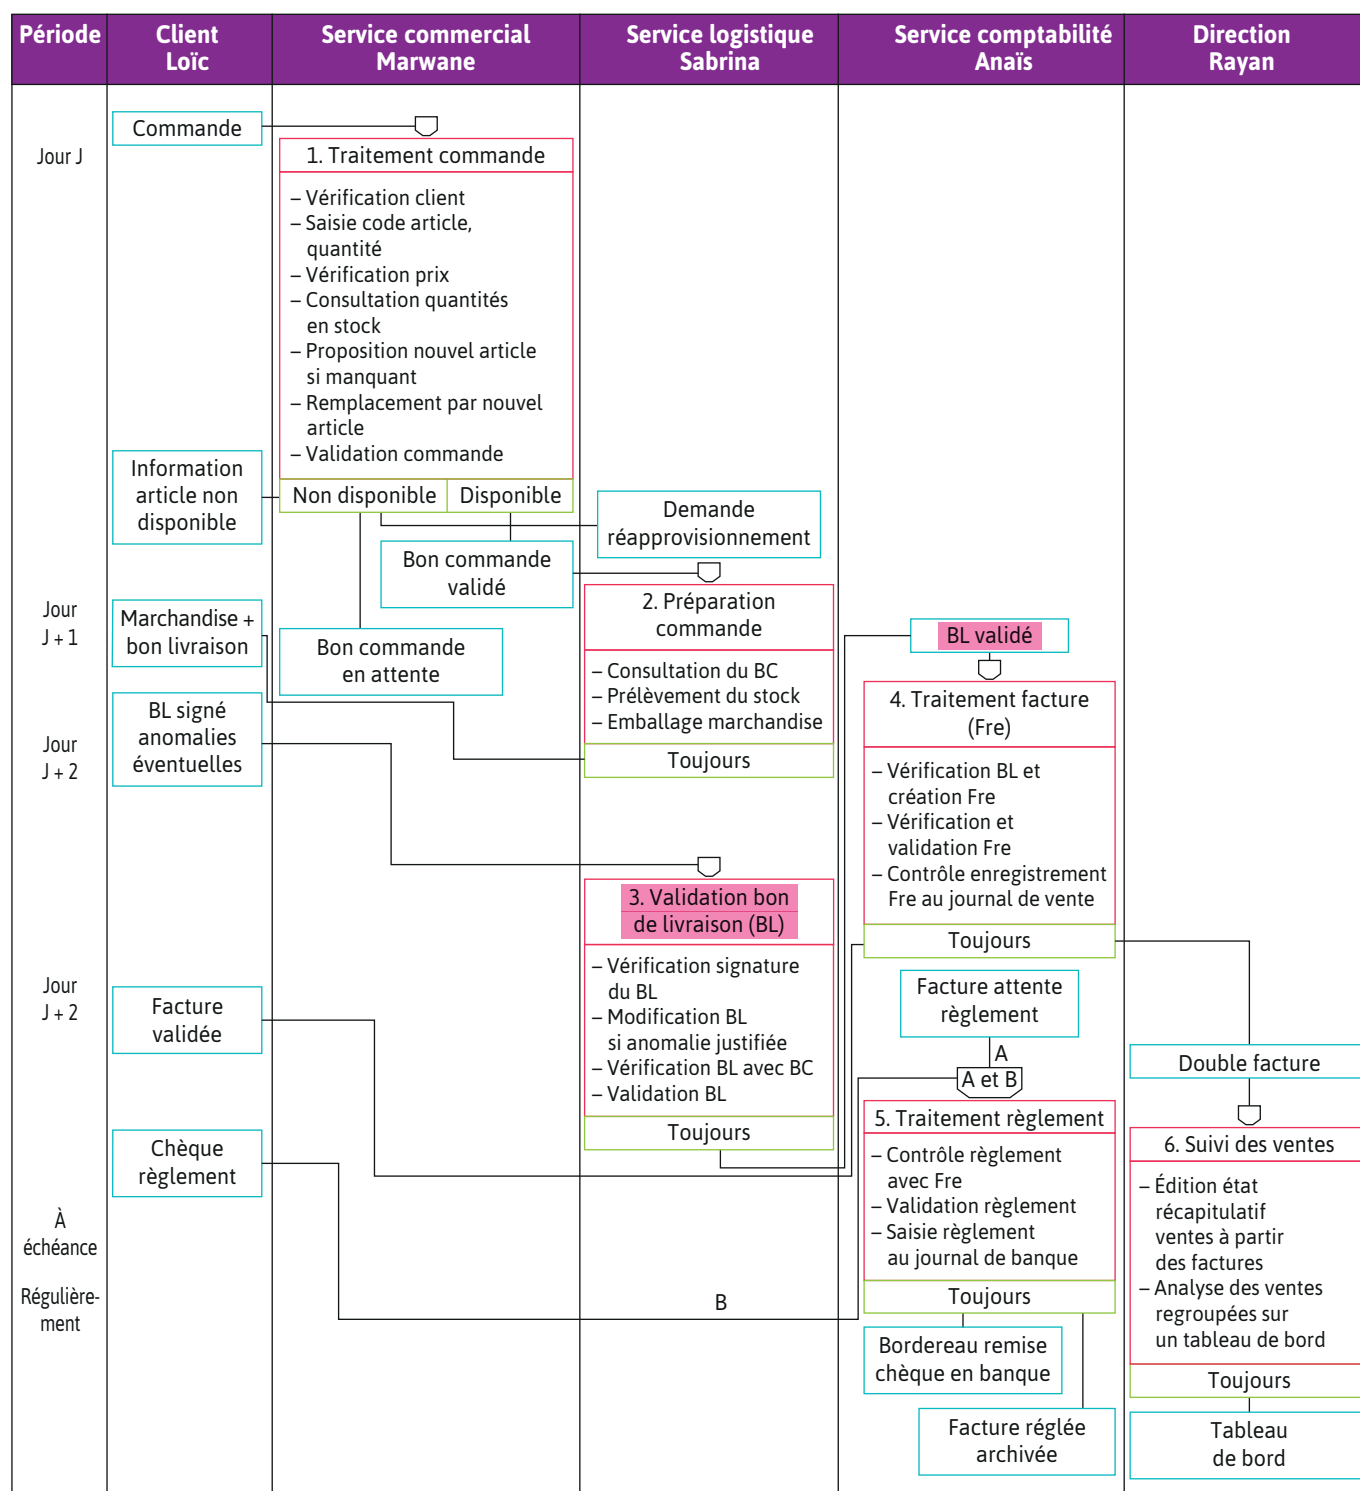 Période
Client
Loïc
Service commercial
Marwane
Service logistique
Sabrina
Service comptabilité
Anaïs
Direction
Rayan
Jour J
Commande
1. Traitement commande
– Vérification client
– Saisie code article,
quantité
– Vérification prix
– Consultation quantités
en stock
– Proposition nouvel article
si manquant
– Remplacement par nouvel
article
– Validation commande
Non disponible
Disponible
Information
article non
disponible
Demande
réapprovisionnement
Bon commande
validé
Bon commande
en attente
Jour
J + 1
Marchandise +
bon livraison
2. Préparation
commande
– Consultation du BC
– Prélèvement du stock
– Emballage marchandise
Toujours
Jour
J + 2
BL signé
anomalies
éventuelles
3. Validation bon
de livraison (BL)
– Vérification signature
du BL
– Modification BL
si anomalie justifiée
– Vérification BL avec BC
– Validation BL
Toujours
BL validé
4. Traitement facture
(Fre)
– Vérification BL et
création Fre
– Vérification et
validation Fre
– Contrôle enregistrement
Fre au journal de vente
Toujours
Jour
J + 2
Facture
validée
Facture attente
règlement
A
A et B
Chèque
règlement
B
5. Traitement règlement
– Contrôle règlement
avec Fre
– Validation règlement
– Saisie règlement
au journal de banque
Toujours
Bordereau remise
chèque en banque
Facture réglée
archivée
À
échéance
Régulière-
ment
Double facture
6. Suivi des ventes
– Édition état
récapitulatif
ventes à partir
des factures
– Analyse des ventes
regroupées sur
un tableau de bord
Toujours
Tableau
de bord